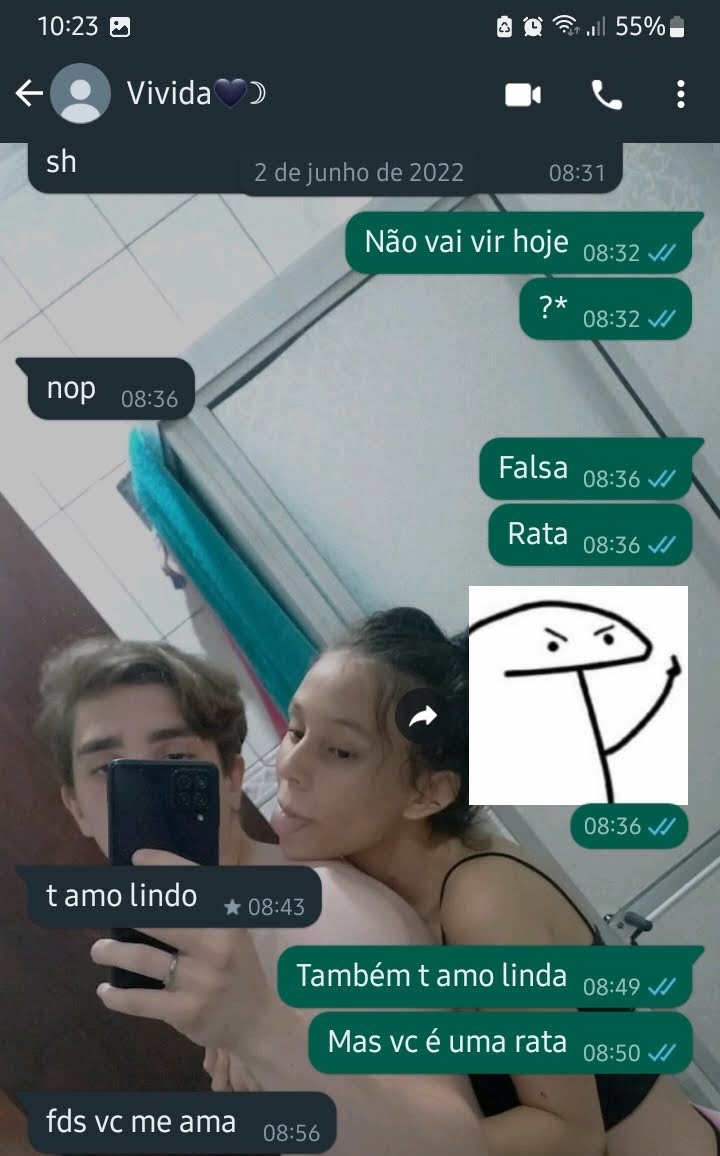 10:23 55%
Vivida🖤☽
sh 08:31
2 de junho de 2022
Não vai vir hoje 08:32
?* 08:32
nop 08:36
Falsa 08:36
Rata 08:36
08:36
t amo lindo ★ 08:43
Também t amo linda 08:49
Mas vc é uma rata 08:50
fds vc me ama 08:56